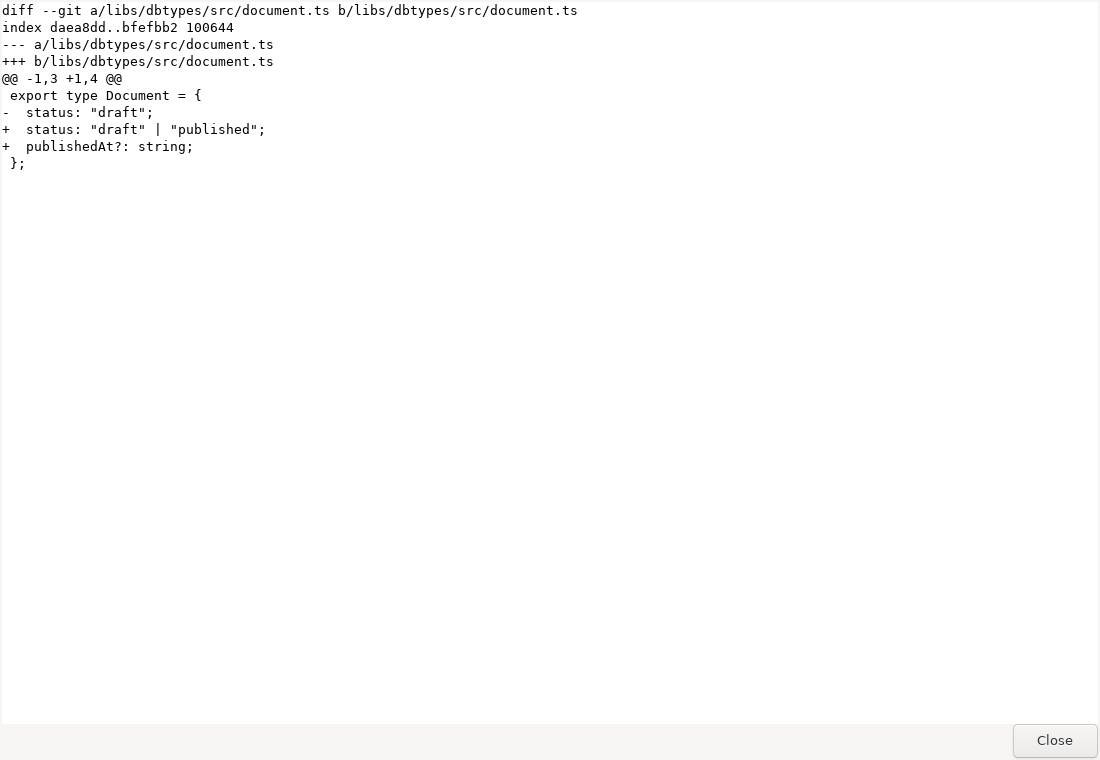 diff --git a/libs/dbtypes/src/document.ts b/libs/dbtypes/src/document.ts
index daea8dd..bfefbb2 100644
--- a/libs/dbtypes/src/document.ts
+++ b/libs/dbtypes/src/document.ts
@@ -1,3 +1,4 @@
 export type Document = {
-  status: "draft";
+  status: "draft" | "published";
+  publishedAt?: string;
 };
Close